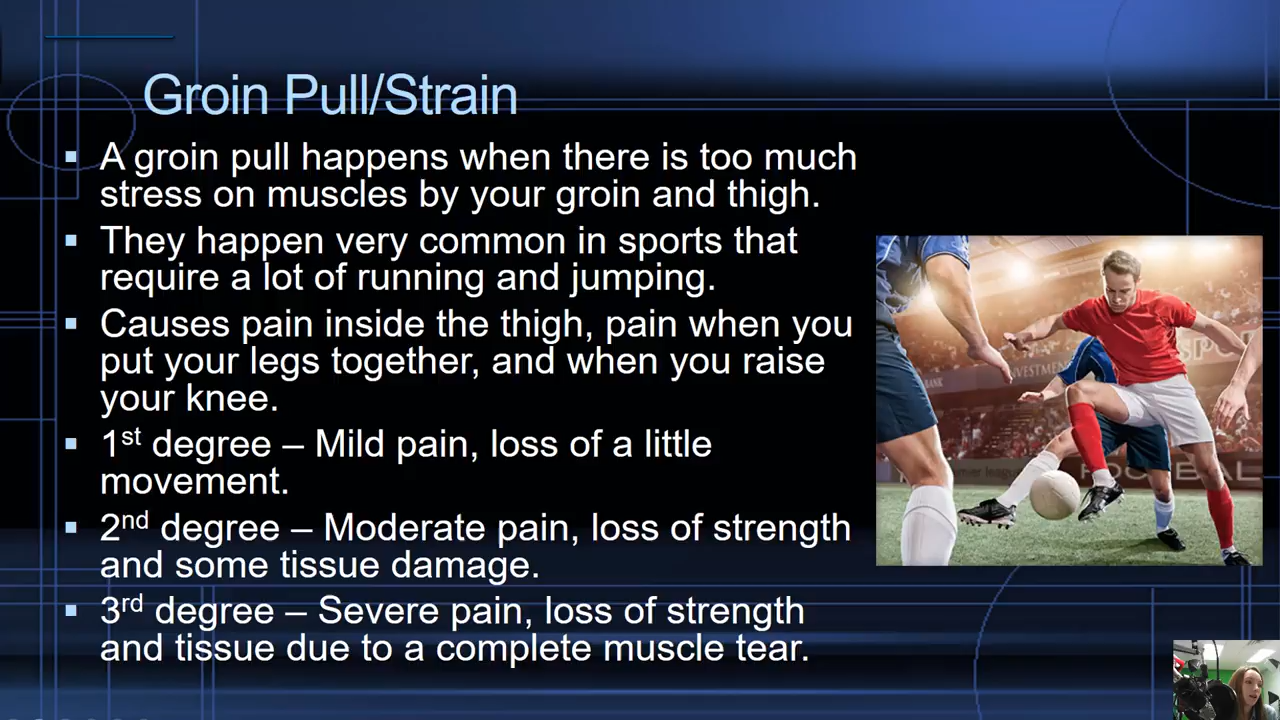 Groin Pull/Strain
▪ A groin pull happens when there is too much
stress on muscles by your groin and thigh.
▪ They happen very common in sports that
require a lot of running and jumping.
▪ Causes pain inside the thigh, pain when you
put your legs together, and when you raise
your knee.
▪ 1st degree – Mild pain, loss of a little
movement.
▪ 2nd degree – Moderate pain, loss of strength
and some tissue damage.
▪ 3rd degree – Severe pain, loss of strength
and tissue due to a complete muscle tear.
INVESTMENT
BANK
SPO
FOOTBAL